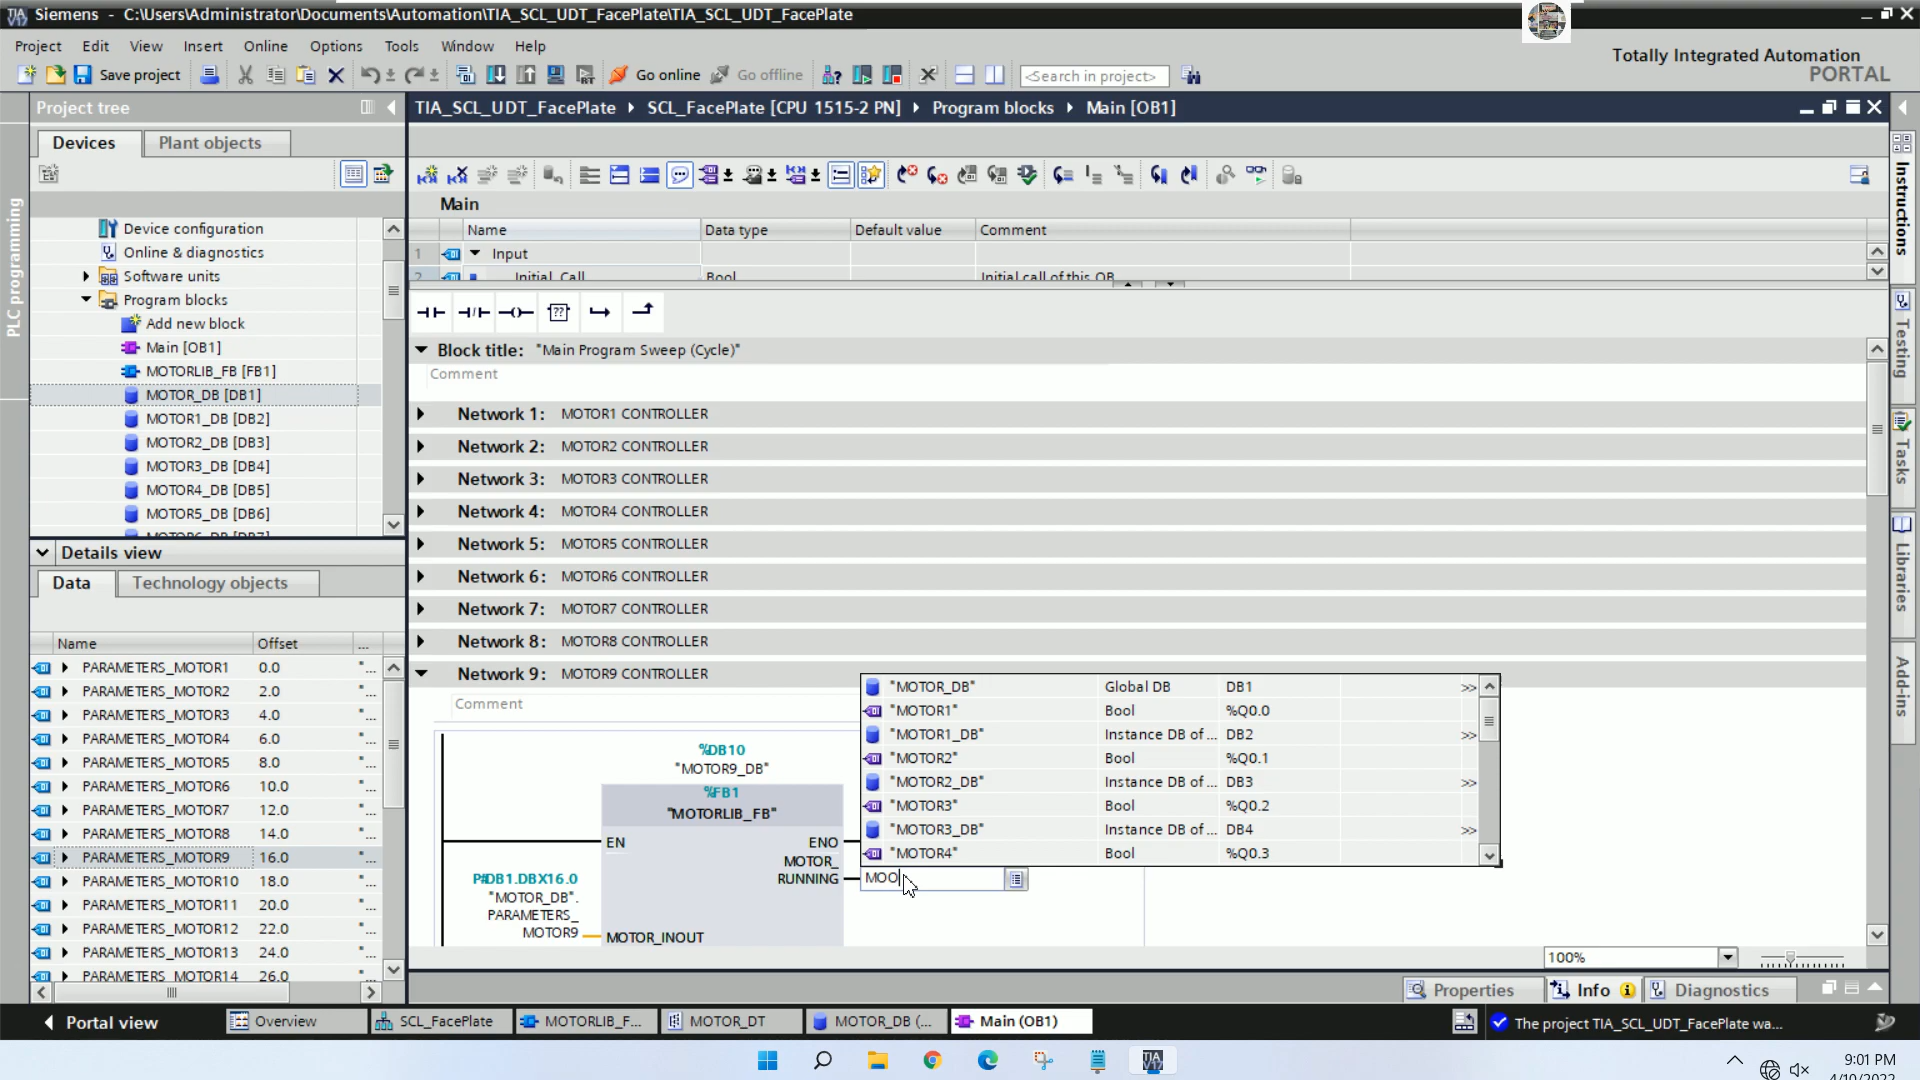 Siemens - C:\Users\Administrator\Documents\Automation\TIA_SCL_UDT_FacePlate\TIA_SCL_UDT_FacePlate
Project Edit View Insert Online Options Tools Window Help
Totally Integrated Automation
PORTAL
Save project
Go online
Go offline
<Search in project>
Project tree
TIA_SCL_UDT_FacePlate ▸ SCL_FacePlate [CPU 1515-2 PN] ▸ Program blocks ▸ Main [OB1]
Devices
Plant objects
PLC programming
Device configuration
Online & diagnostics
Software units
Program blocks
Add new block
Main [OB1]
MOTORLIB_FB [FB1]
MOTOR_DB [DB1]
MOTOR1_DB [DB2]
MOTOR2_DB [DB3]
MOTOR3_DB [DB4]
MOTOR4_DB [DB5]
MOTOR5_DB [DB6]
MOTOR6_DB [DB7]
Details view
Data
Technology objects
Name Offset ...
PARAMETERS_MOTOR1 0.0 "...
PARAMETERS_MOTOR2 2.0 "...
PARAMETERS_MOTOR3 4.0 "...
PARAMETERS_MOTOR4 6.0 "...
PARAMETERS_MOTOR5 8.0 "...
PARAMETERS_MOTOR6 10.0 "...
PARAMETERS_MOTOR7 12.0 "...
PARAMETERS_MOTOR8 14.0 "...
PARAMETERS_MOTOR9 16.0 "...
PARAMETERS_MOTOR10 18.0 "...
PARAMETERS_MOTOR11 20.0 "...
PARAMETERS_MOTOR12 22.0 "...
PARAMETERS_MOTOR13 24.0 "...
PARAMETERS_MOTOR14 26.0 "...
Main
Name Data type Default value Comment
1 Input
2 Initial_Call Bool Initial call of this OB
??
Block title: "Main Program Sweep (Cycle)"
Comment
Network 1: MOTOR1 CONTROLLER
Network 2: MOTOR2 CONTROLLER
Network 3: MOTOR3 CONTROLLER
Network 4: MOTOR4 CONTROLLER
Network 5: MOTOR5 CONTROLLER
Network 6: MOTOR6 CONTROLLER
Network 7: MOTOR7 CONTROLLER
Network 8: MOTOR8 CONTROLLER
Network 9: MOTOR9 CONTROLLER
Comment
%DB10
"MOTOR9_DB"
%FB1
"MOTORLIB_FB"
EN
ENO
MOTOR_
RUNNING
P#DB1.DBX16.0
"MOTOR_DB".
PARAMETERS_
MOTOR9
MOTOR_INOUT
MOO
"MOTOR_DB" Global DB DB1 >>
"MOTOR1" Bool %Q0.0
"MOTOR1_DB" Instance DB of ... DB2 >>
"MOTOR2" Bool %Q0.1
"MOTOR2_DB" Instance DB of ... DB3 >>
"MOTOR3" Bool %Q0.2
"MOTOR3_DB" Instance DB of ... DB4 >>
"MOTOR4" Bool %Q0.3
100%
Properties
Info
Diagnostics
Instructions
Testing
Tasks
Libraries
Add-ins
Portal view
Overview
SCL_FacePlate
MOTORLIB_F...
MOTOR_DT
MOTOR_DB (...
Main (OB1)
The project TIA_SCL_UDT_FacePlate wa...
9:01 PM
4/10/2022